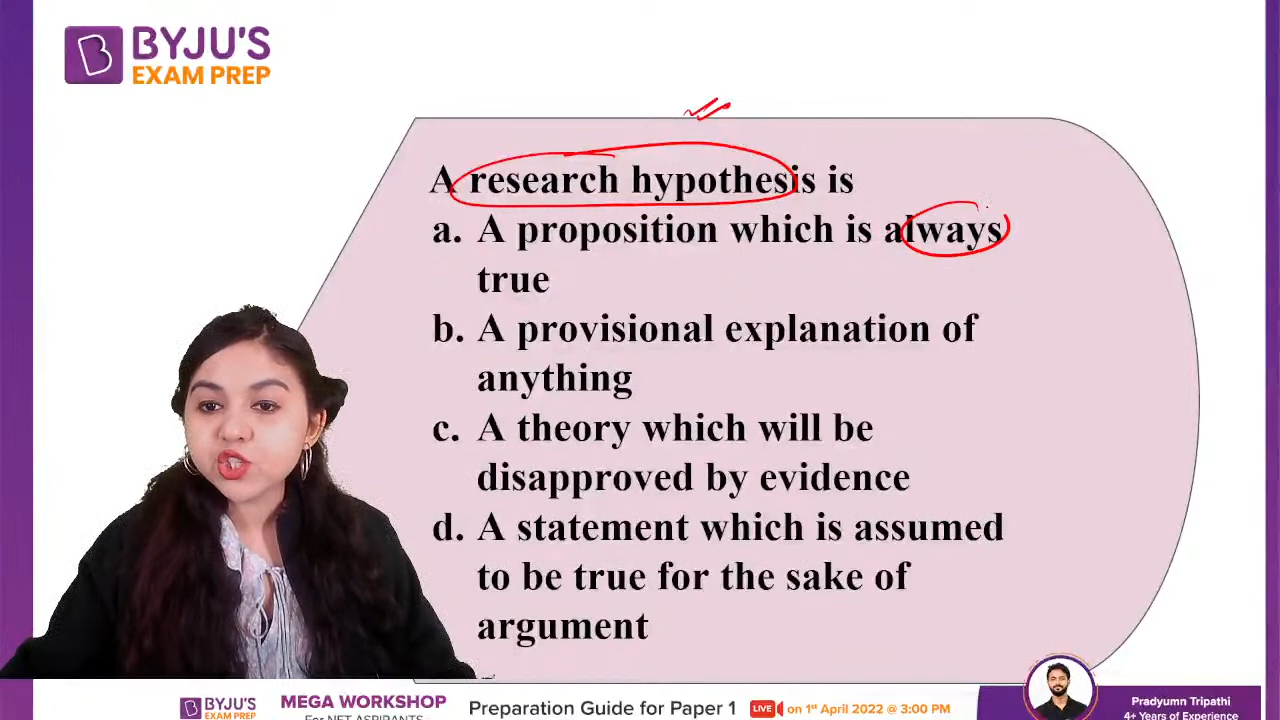 BYJU'S
EXAM PREP
A research hypothesis is
a. A proposition which is always
true
b. A provisional explanation of
anything
c. A theory which will be
disapproved by evidence
d. A statement which is assumed
to be true for the sake of
argument
BYJU'S
EXAM PREP
MEGA WORKSHOP
For NET ASPIRANTS
Preparation Guide for Paper 1
LIVE on 1st April 2022 @ 3:00 PM
Pradyumn Tripathi
4+ Years of Experience